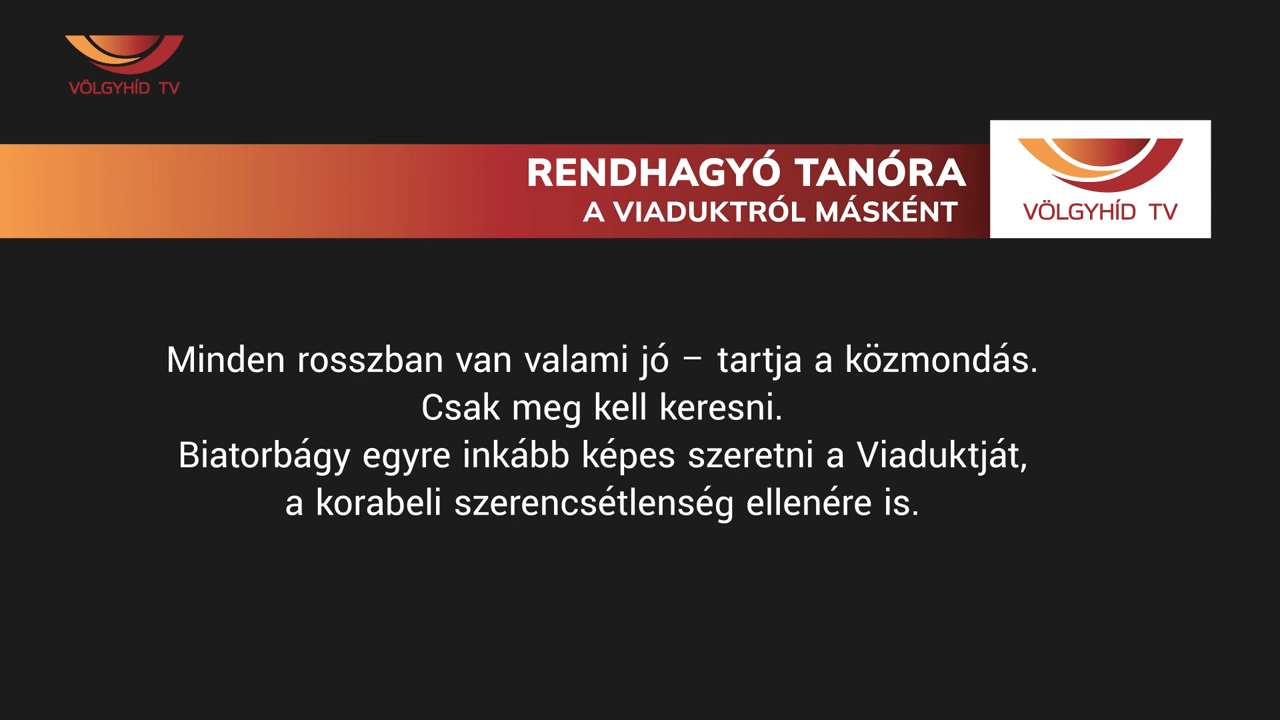 VÖLGYHÍD TV
RENDHAGYÓ TANÓRA
A VIADUKTRÓL MÁSKÉNT
VÖLGYHÍD TV
Minden rosszban van valami jó – tartja a közmondás.
Csak meg kell keresni.
Biatorbágy egyre inkább képes szeretni a Viaduktját,
a korabeli szerencsétlenség ellenére is.